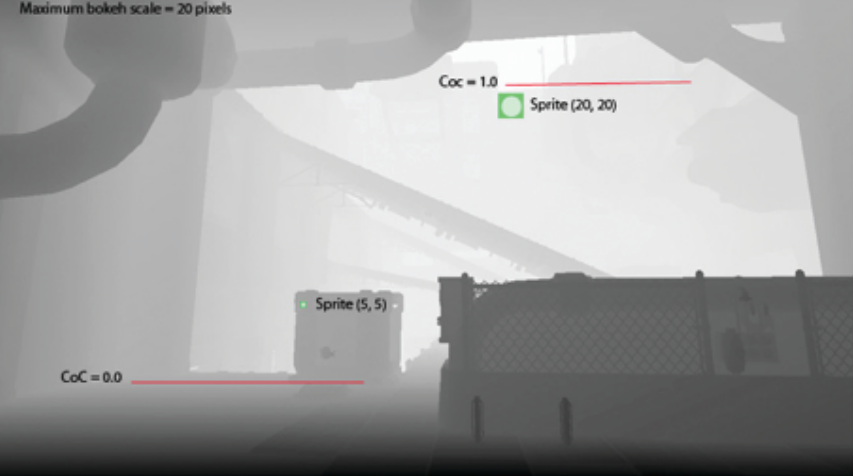 Maximum bokeh scale = 20 pixels
Coc = 1.0
Sprite (20, 20)
Sprite (5, 5)
CoC = 0.0